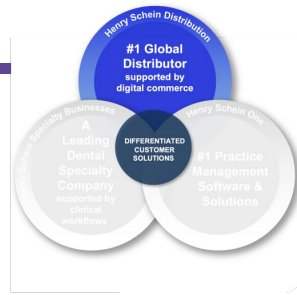 Henry Schein Distribution
#1 Global
Distributor
supported by
digital commerce
Schein Specialty Businesses
A
Leading
Dental
Specialty
Company
supported by
clinical
workflows
DIFFERENTIATED
CUSTOMER
SOLUTIONS
Henry Schein One
#1 Practice
Management
Software &
Solutions